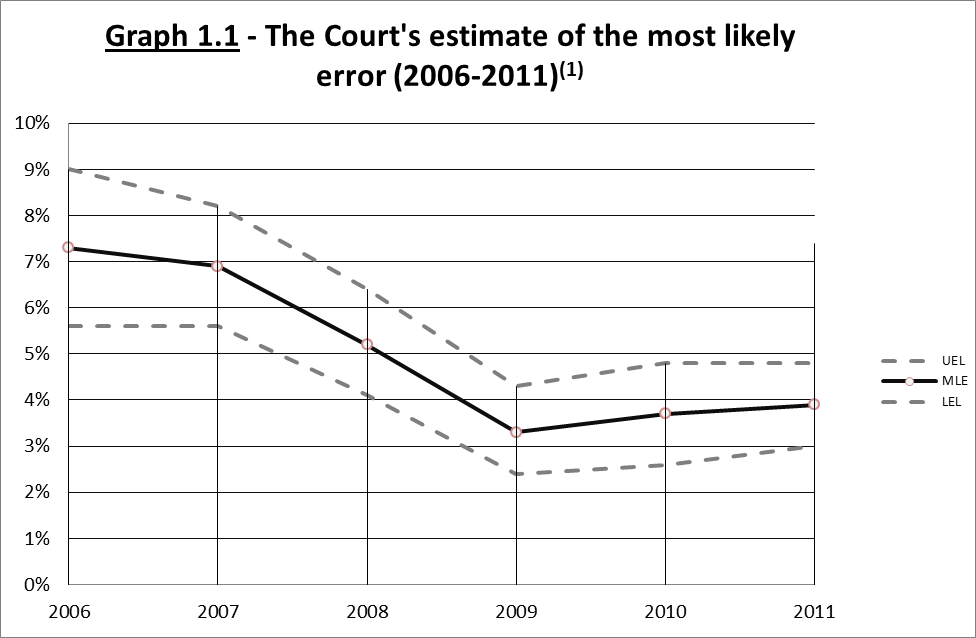 Graph 1.1 - The Court's estimate of the most likely
error (2006-2011)(1)
10%
9%
8%
7%
6%
5%
4%
3%
2%
1%
0%
2006 2007 2008 2009 2010 2011
UEL
MLE
LEL